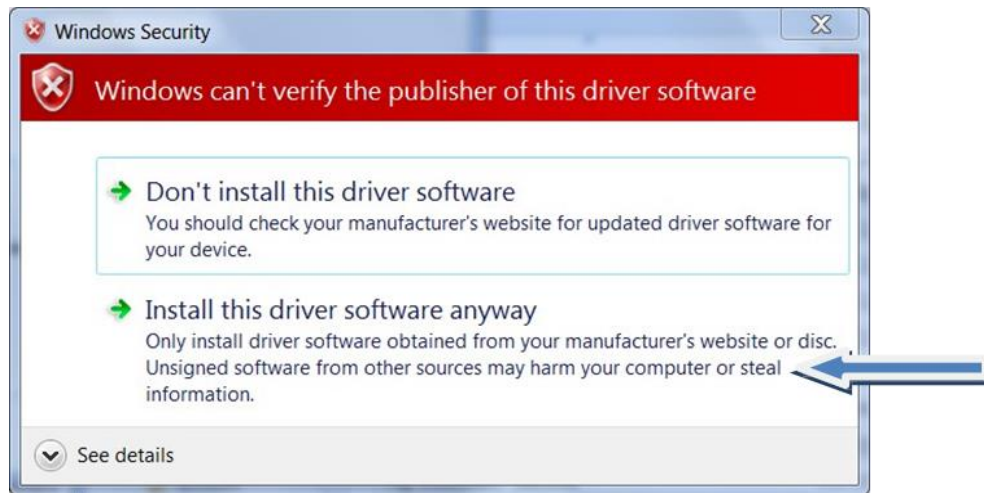 Windows Security
Windows can't verify the publisher of this driver software
Don't install this driver software
You should check your manufacturer's website for updated driver software for
your device.
Install this driver software anyway
Only install driver software obtained from your manufacturer's website or disc.
Unsigned software from other sources may harm your computer or steal
information.
See details